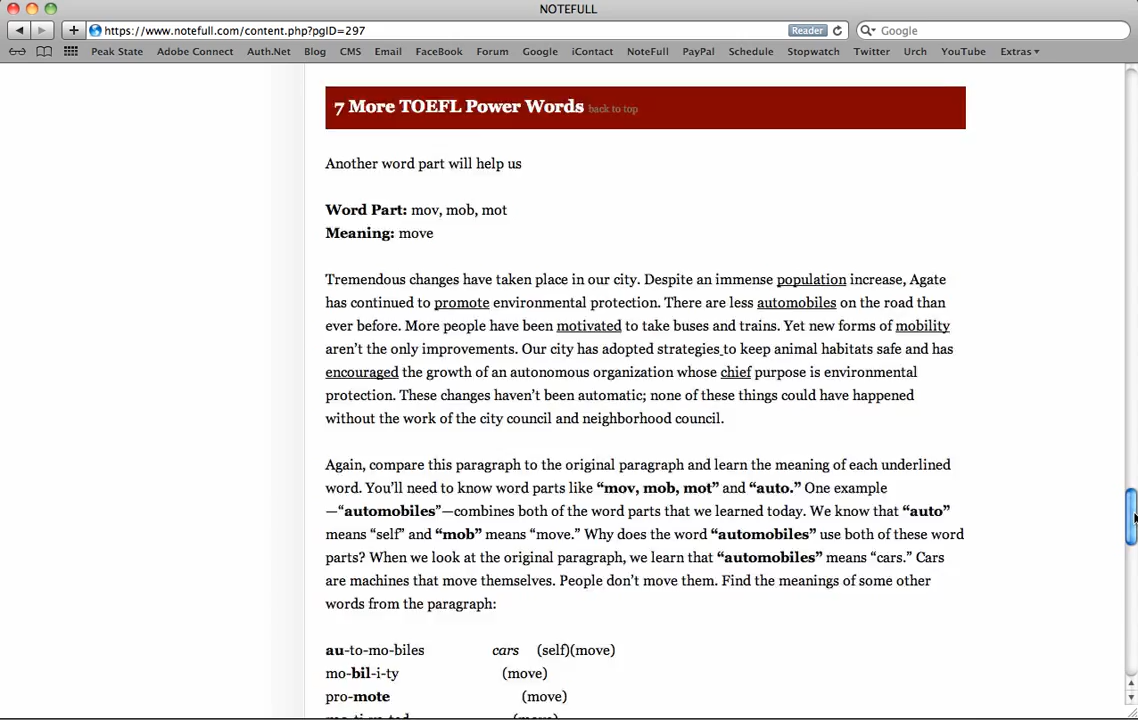 NOTEFULL
https://www.notefull.com/content.php?pgID=297
Reader
Google
Peak State Adobe Connect Auth.Net Blog CMS Email FaceBook Forum Google iContact NoteFull PayPal Schedule Stopwatch Twitter Urch YouTube Extras
7 More TOEFL Power Words back to top
Another word part will help us
Word Part: mov, mob, mot
Meaning: move
Tremendous changes have taken place in our city. Despite an immense population increase, Agate
has continued to promote environmental protection. There are less automobiles on the road than
ever before. More people have been motivated to take buses and trains. Yet new forms of mobility
aren’t the only improvements. Our city has adopted strategies to keep animal habitats safe and has
encouraged the growth of an autonomous organization whose chief purpose is environmental
protection. These changes haven’t been automatic; none of these things could have happened
without the work of the city council and neighborhood council.
Again, compare this paragraph to the original paragraph and learn the meaning of each underlined
word. You’ll need to know word parts like “mov, mob, mot” and “auto.” One example
—“automobiles”—combines both of the word parts that we learned today. We know that “auto”
means “self” and “mob” means “move.” Why does the word “automobiles” use both of these word
parts? When we look at the original paragraph, we learn that “automobiles” means “cars.” Cars
are machines that move themselves. People don’t move them. Find the meanings of some other
words from the paragraph:
au-to-mo-biles cars (self)(move)
mo-bil-i-ty (move)
pro-mote (move)